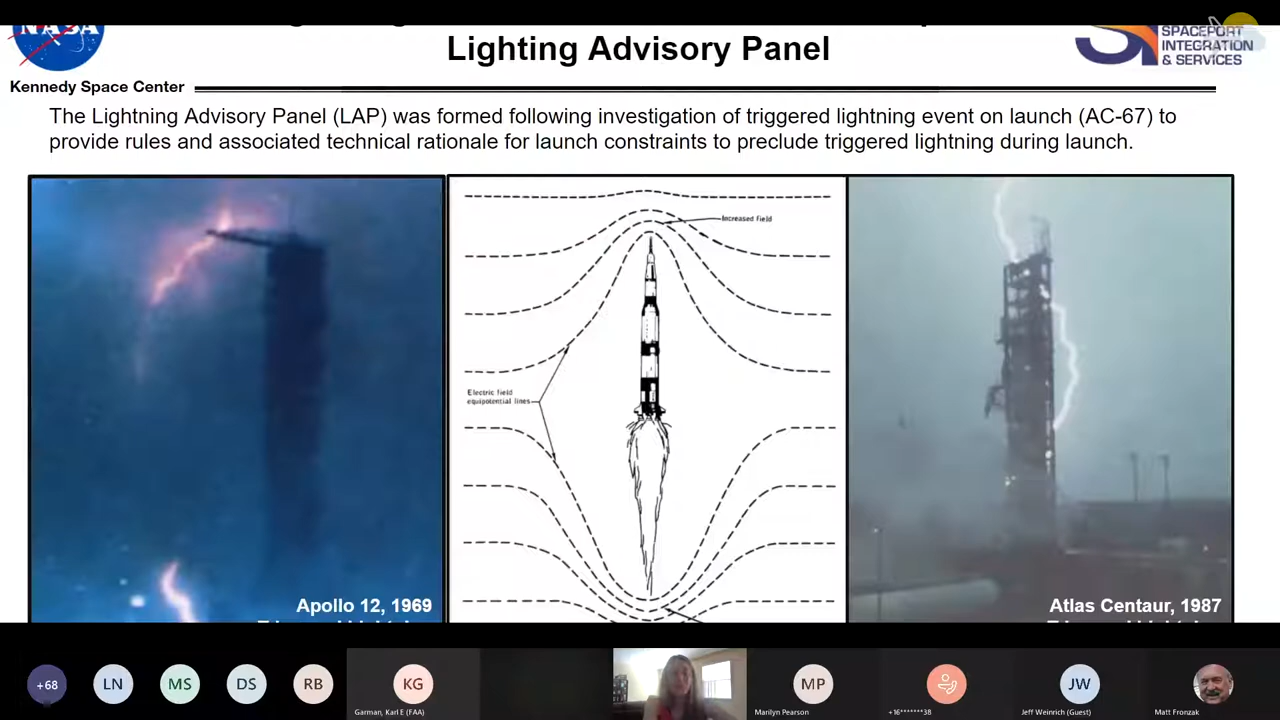 NASA
Lighting Advisory Panel
SPACEPORT
INTEGRATION
& SERVICES
Kennedy Space Center
The Lightning Advisory Panel (LAP) was formed following investigation of triggered lightning event on launch (AC-67) to
provide rules and associated technical rationale for launch constraints to preclude triggered lightning during launch.
Increased field
Electric field
equipotential lines
Apollo 12, 1969
Atlas Centaur, 1987
+68
LN
MS
DS
RB
KG
MP
JW
Garman, Karl E (FAA)
Marilyn Pearson
+16*******38
Jeff Weinrich (Guest)
Matt Fronzak